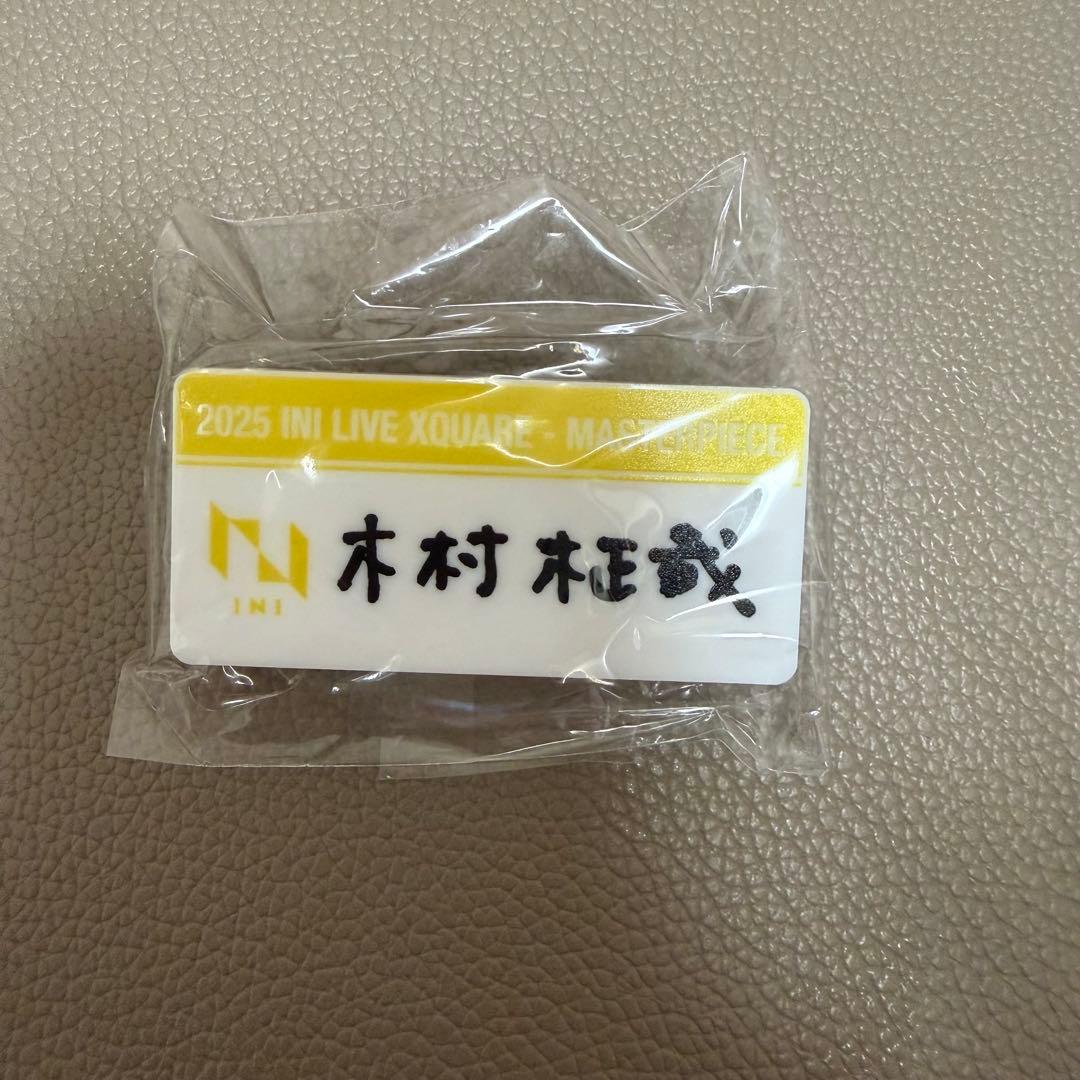 2025 INI LIVE XQUARE - MASTERPIECE
木村 柾哉
INI